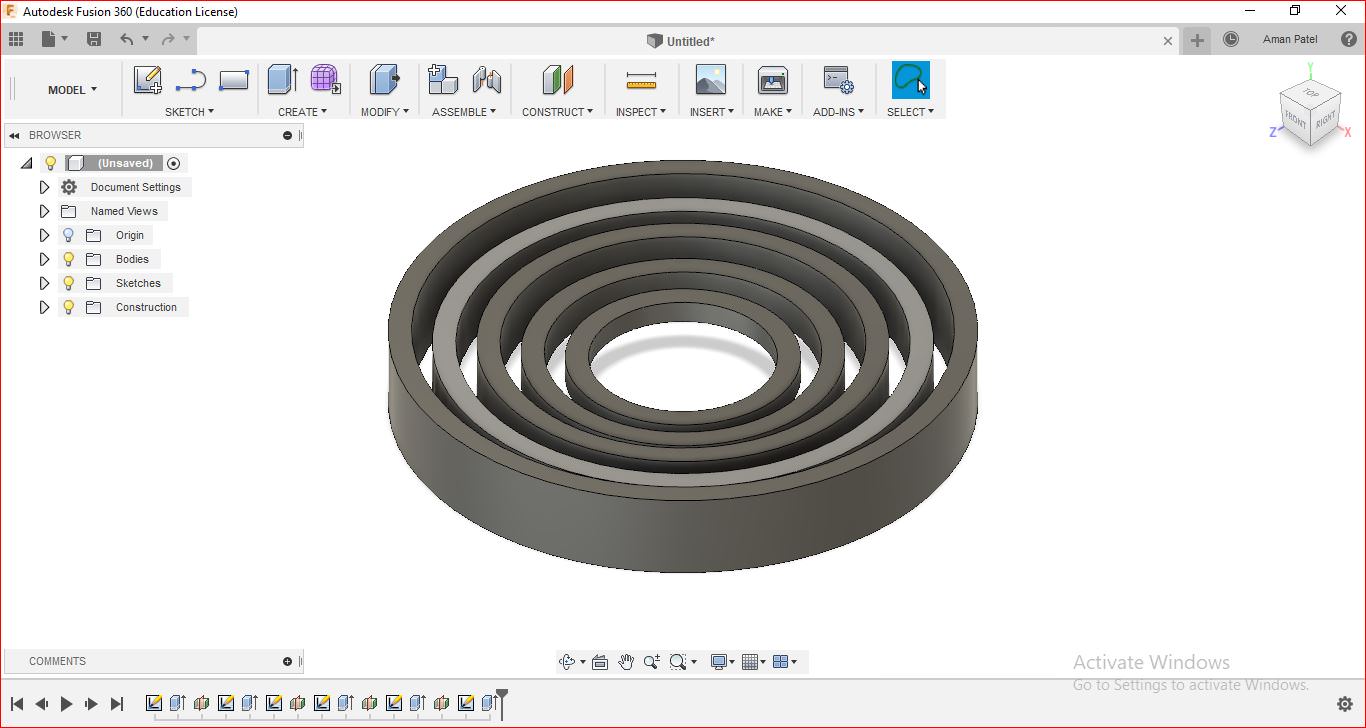 Autodesk Fusion 360 (Education License)
Untitled*
Aman Patel
MODEL
SKETCH
CREATE
MODIFY
ASSEMBLE
CONSTRUCT
INSPECT
INSERT
MAKE
ADD-INS
SELECT
Y
TOP
FRONT
RIGHT
Z
X
BROWSER
(Unsaved)
Document Settings
Named Views
Origin
Bodies
Sketches
Construction
COMMENTS
Activate Windows
Go to Settings to activate Windows.